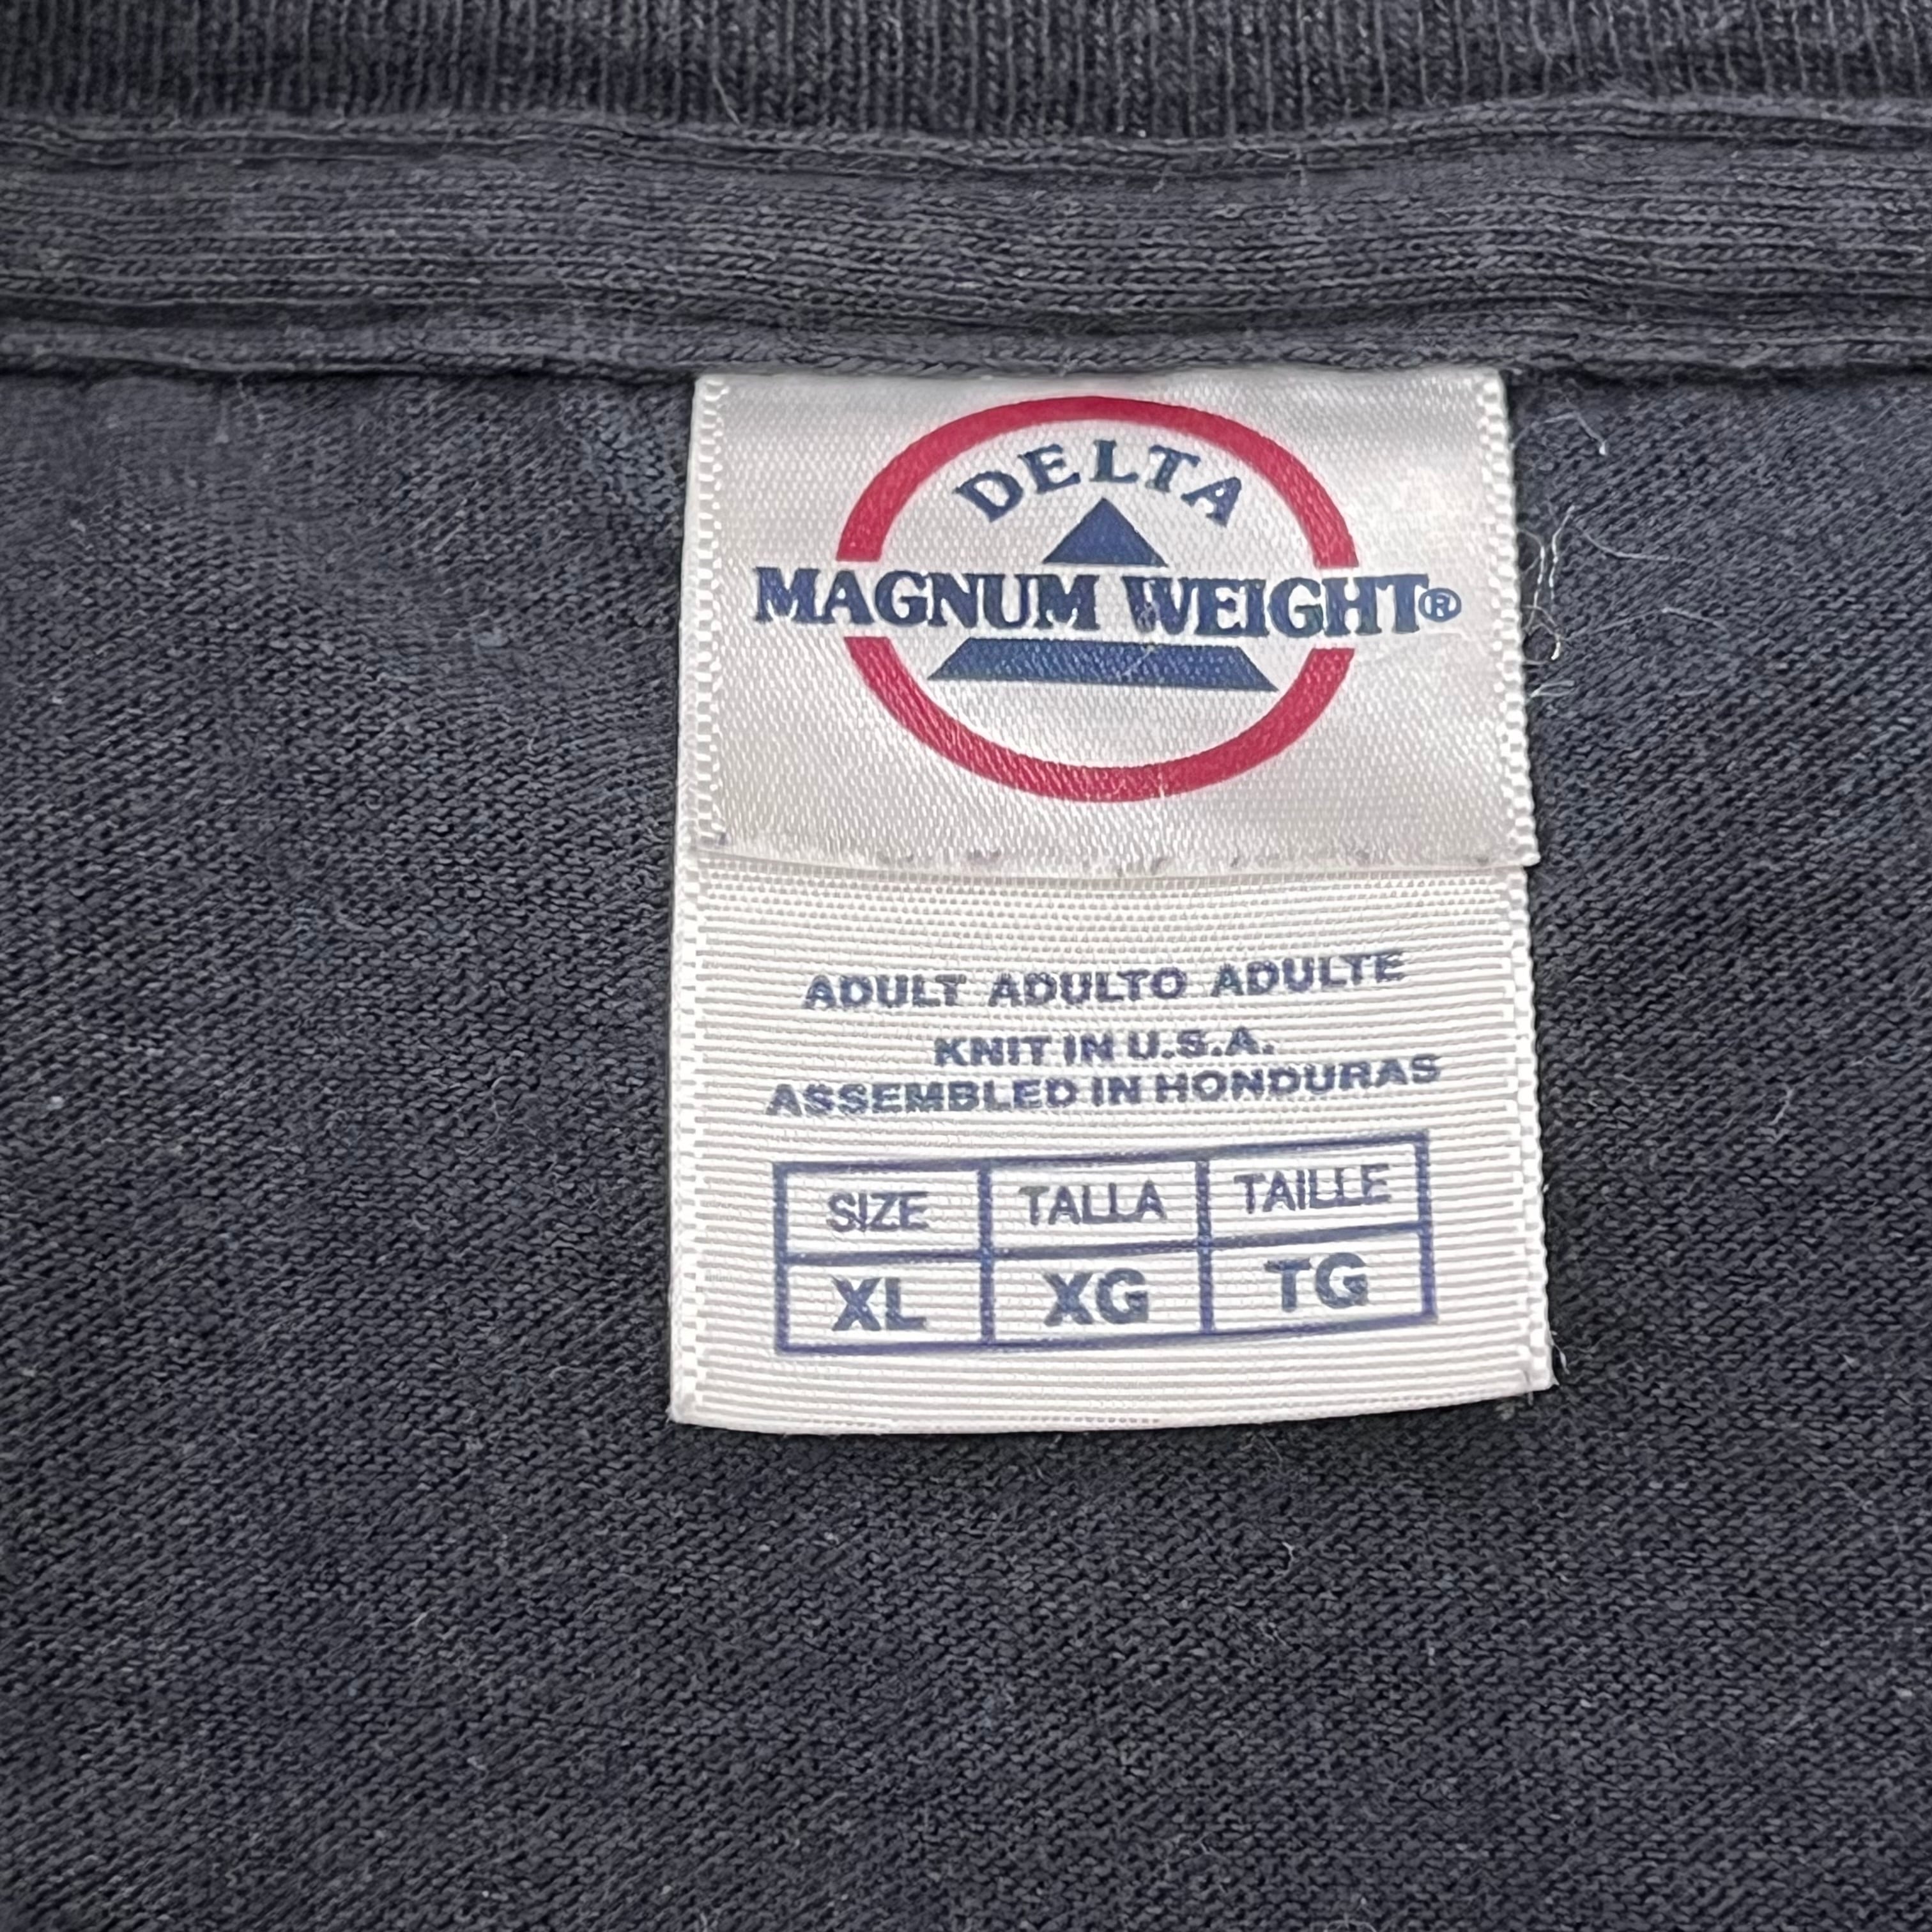 DELTA
MAGNUM WEIGHT®
ADULT ADULTO ADULTE
KNIT IN U.S.A.
ASSEMBLED IN HONDURAS
SIZE TALLA TAILLE
XL XG TG